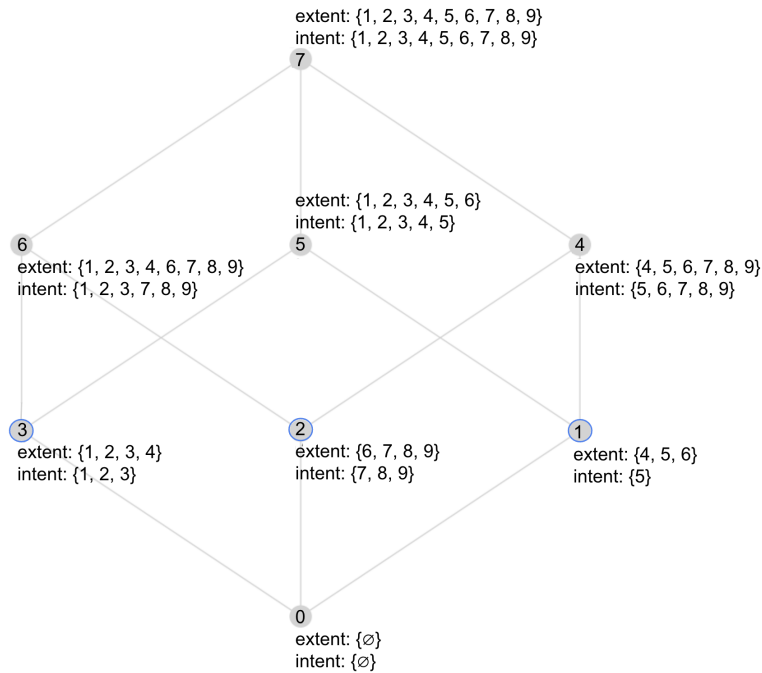 extent: {1, 2, 3, 4, 5, 6, 7, 8, 9}
intent: {1, 2, 3, 4, 5, 6, 7, 8, 9}
7
extent: {1, 2, 3, 4, 5, 6}
intent: {1, 2, 3, 4, 5}
6
5
4
extent: {1, 2, 3, 4, 6, 7, 8, 9}
intent: {1, 2, 3, 7, 8, 9}
extent: {4, 5, 6, 7, 8, 9}
intent: {5, 6, 7, 8, 9}
3
2
1
extent: {1, 2, 3, 4}
intent: {1, 2, 3}
extent: {6, 7, 8, 9}
intent: {7, 8, 9}
extent: {4, 5, 6}
intent: {5}
0
extent: {∅}
intent: {∅}